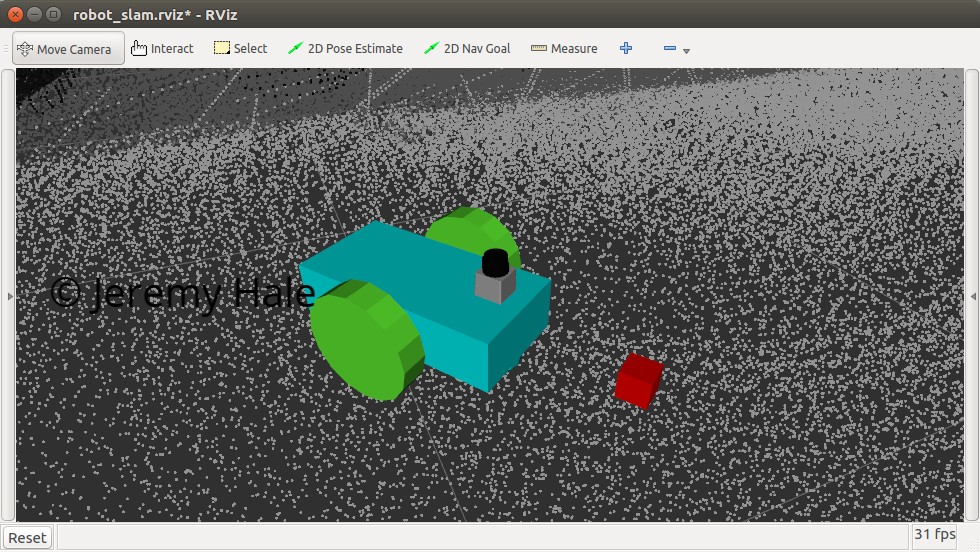 robot_slam.rviz* - RViz
Move Camera Interact Select 2D Pose Estimate 2D Nav Goal Measure
© Jeremy Hale
Reset 31 fps